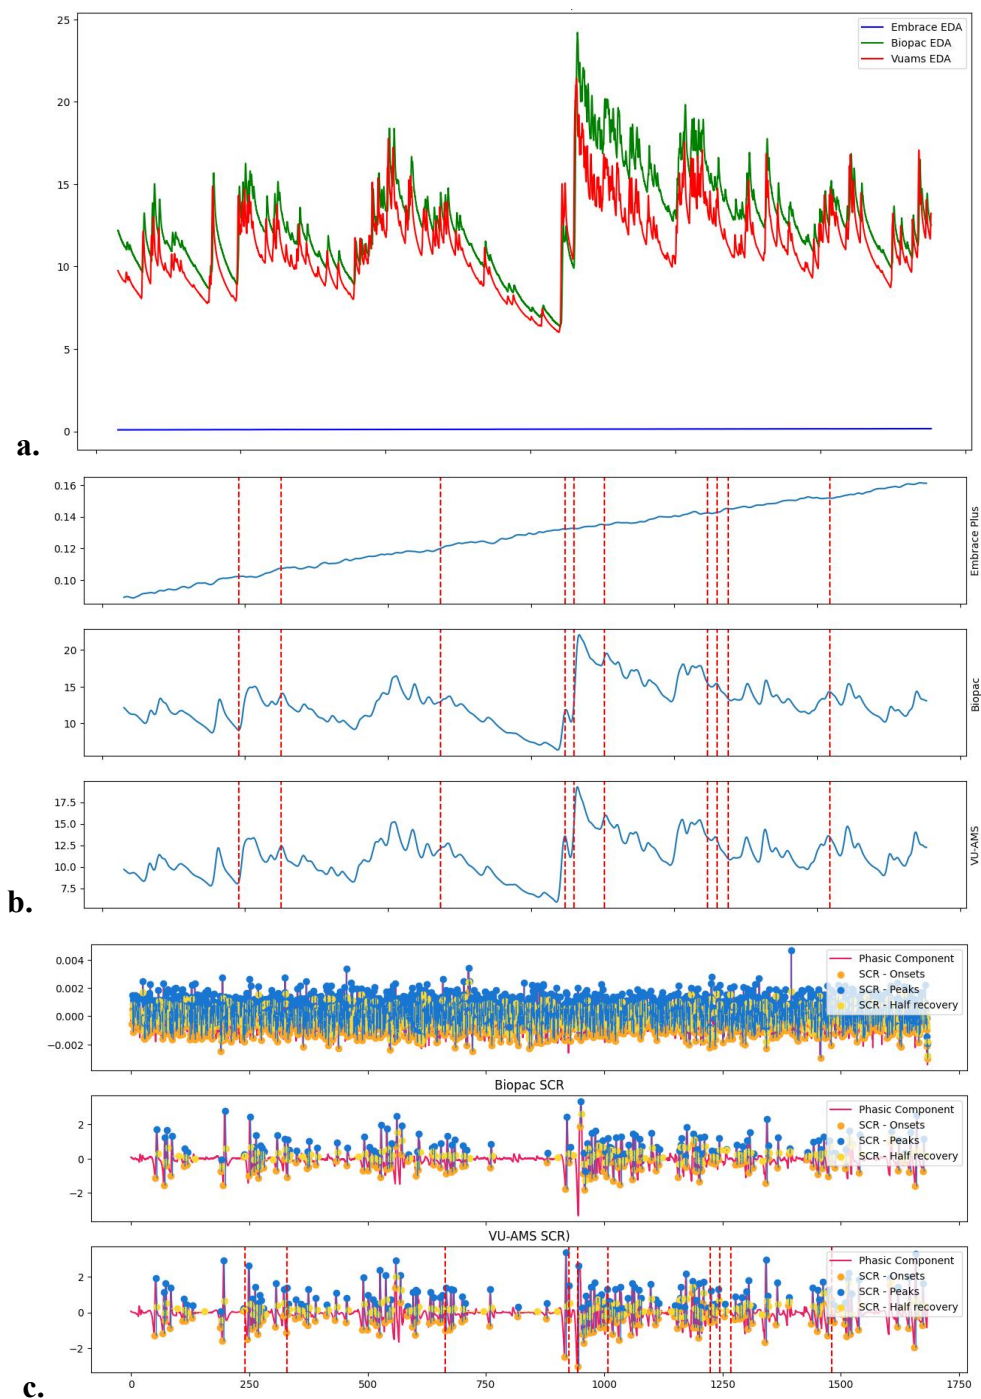 25
20
15
10
5
0
Embrace EDA
Biopac EDA
Vuams EDA
a.
0.16
0.14
0.12
0.10
Embrace Plus
20
15
10
Biopac
17.5
15.0
12.5
10.0
7.5
VU-AMS
b.
0.004
0.002
0.000
−0.002
Phasic Component
SCR - Onsets
SCR - Peaks
SCR - Half recovery
Biopac SCR
2
0
−2
Phasic Component
SCR - Onsets
SCR - Peaks
SCR - Half recovery
VU-AMS SCR)
2
0
−2
Phasic Component
SCR - Onsets
SCR - Peaks
SCR - Half recovery
0 250 500 750 1000 1250 1500 1750
c.